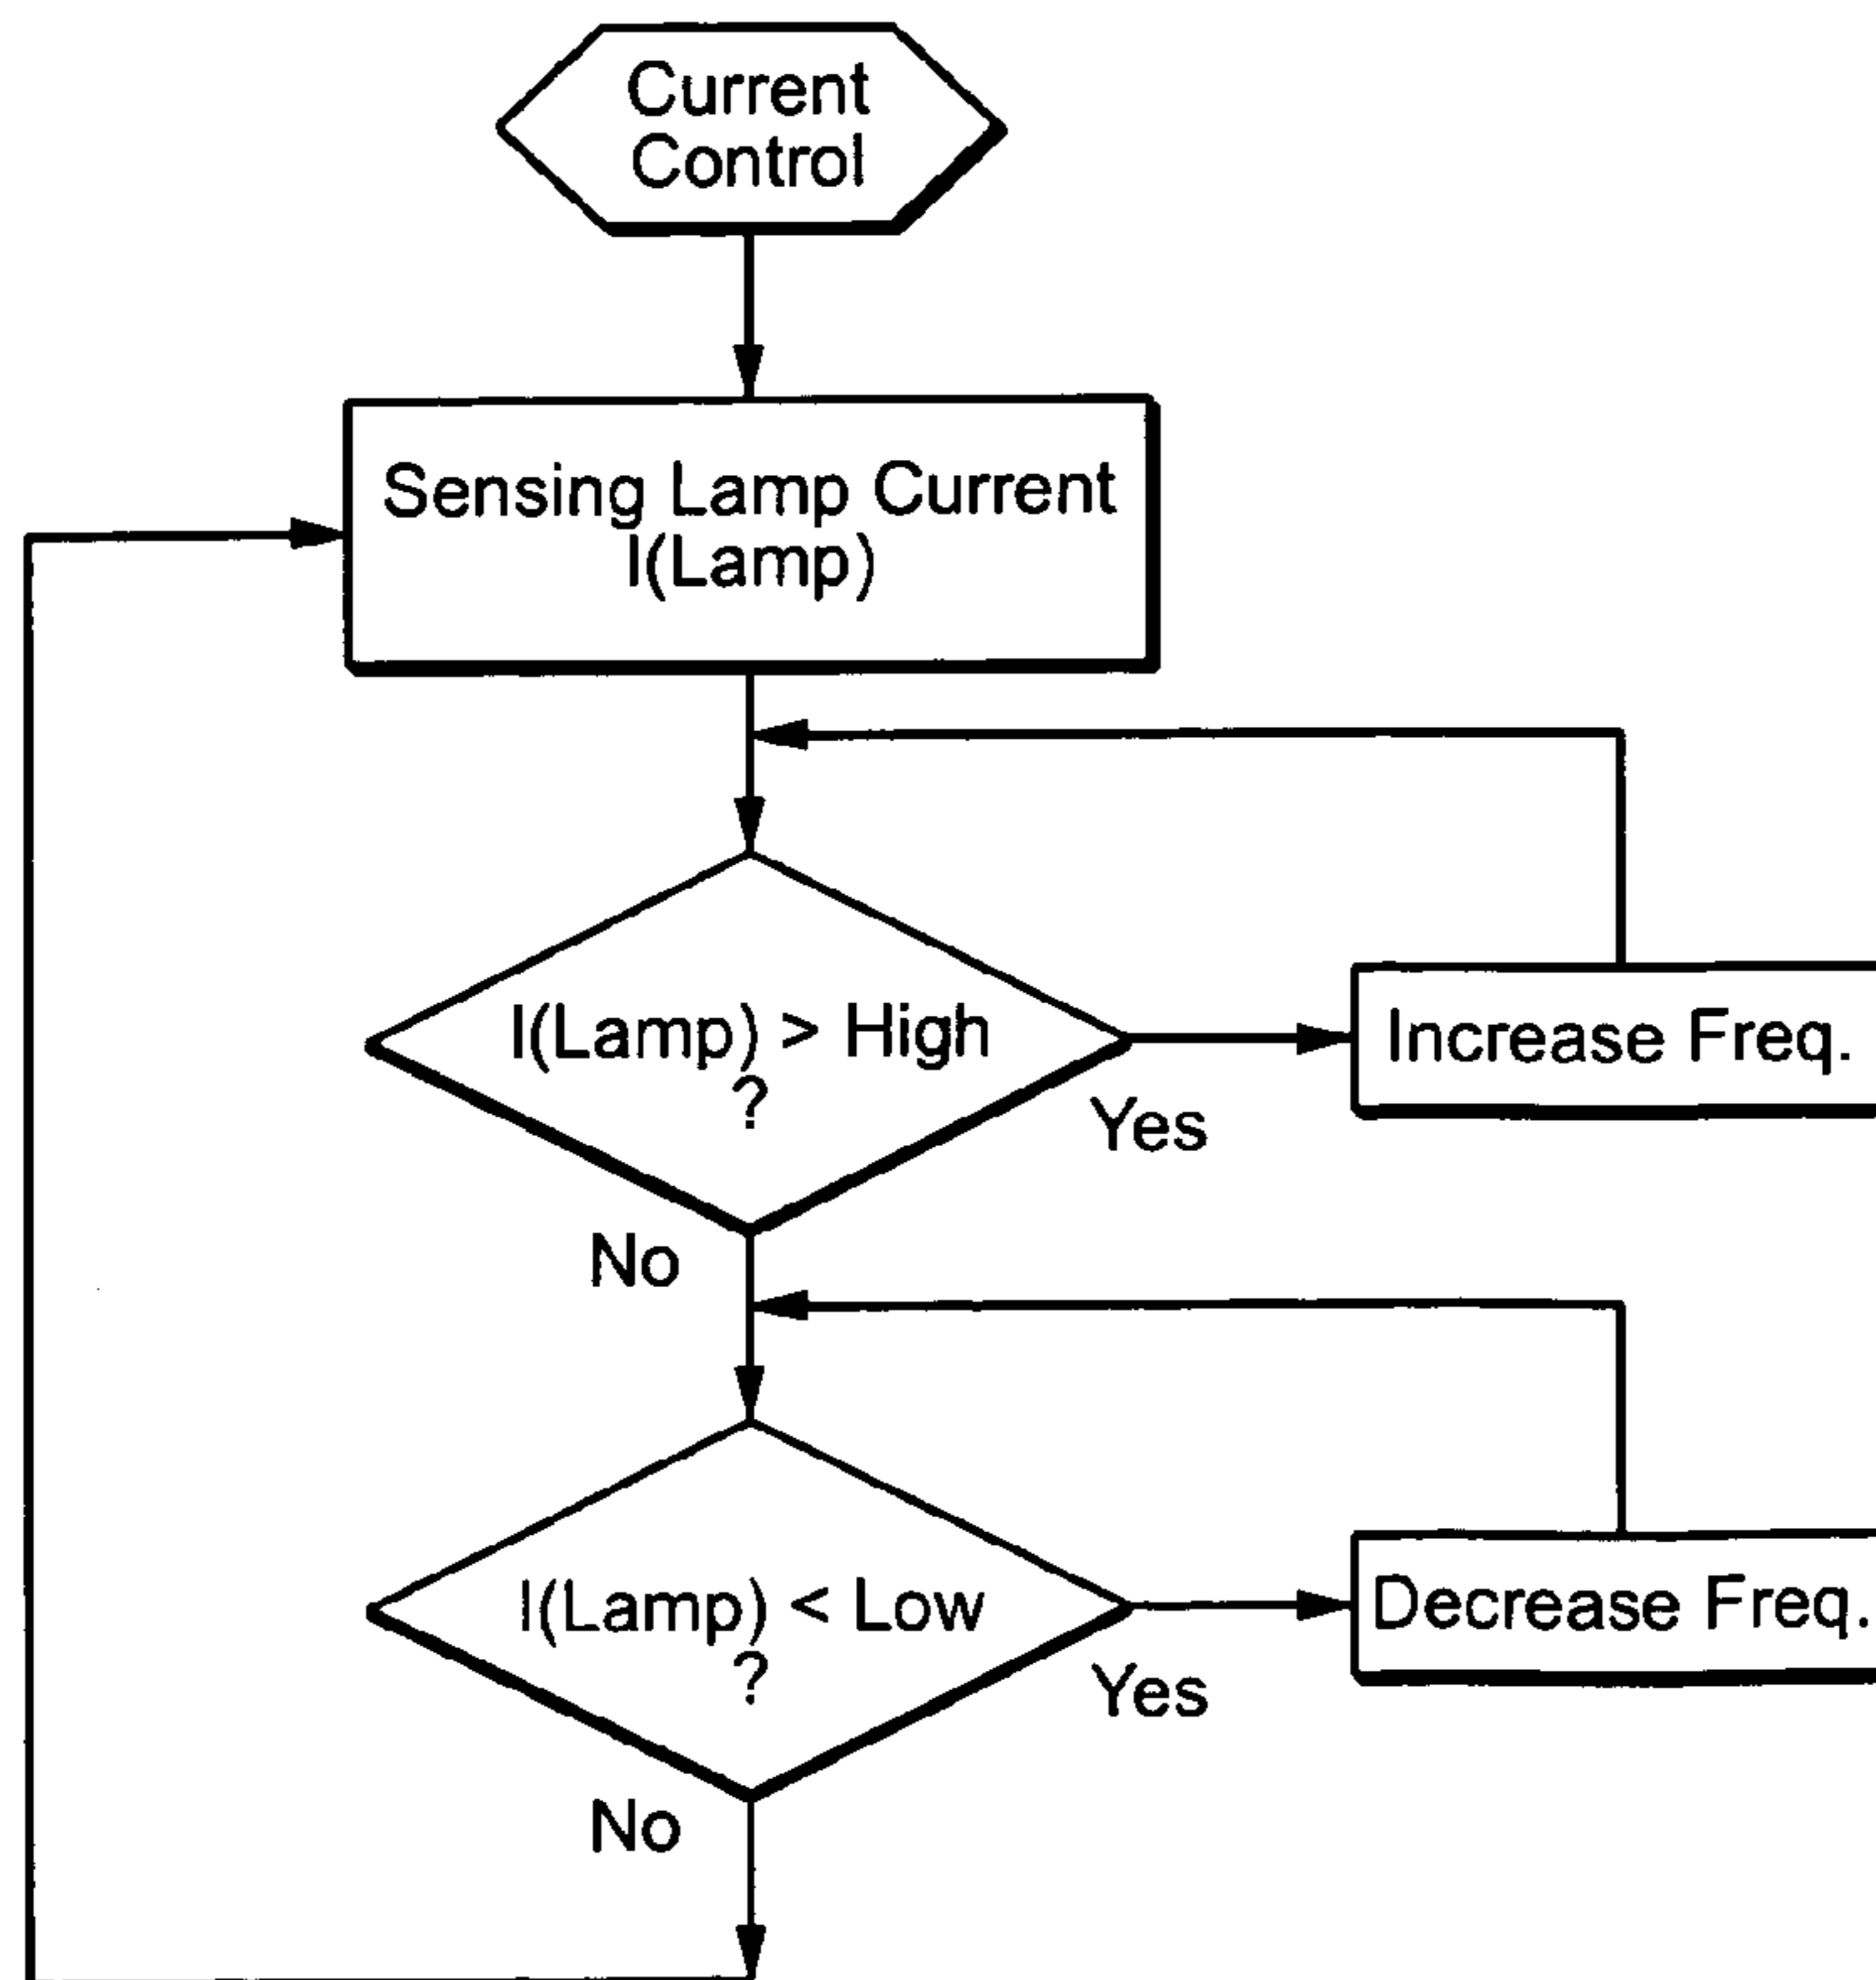 Current
Control
Sensing Lamp Current
I(Lamp)
I(Lamp) > High
?
Yes
Increase Freq.
No
I(Lamp) < Low
?
Yes
Decrease Freq.
No